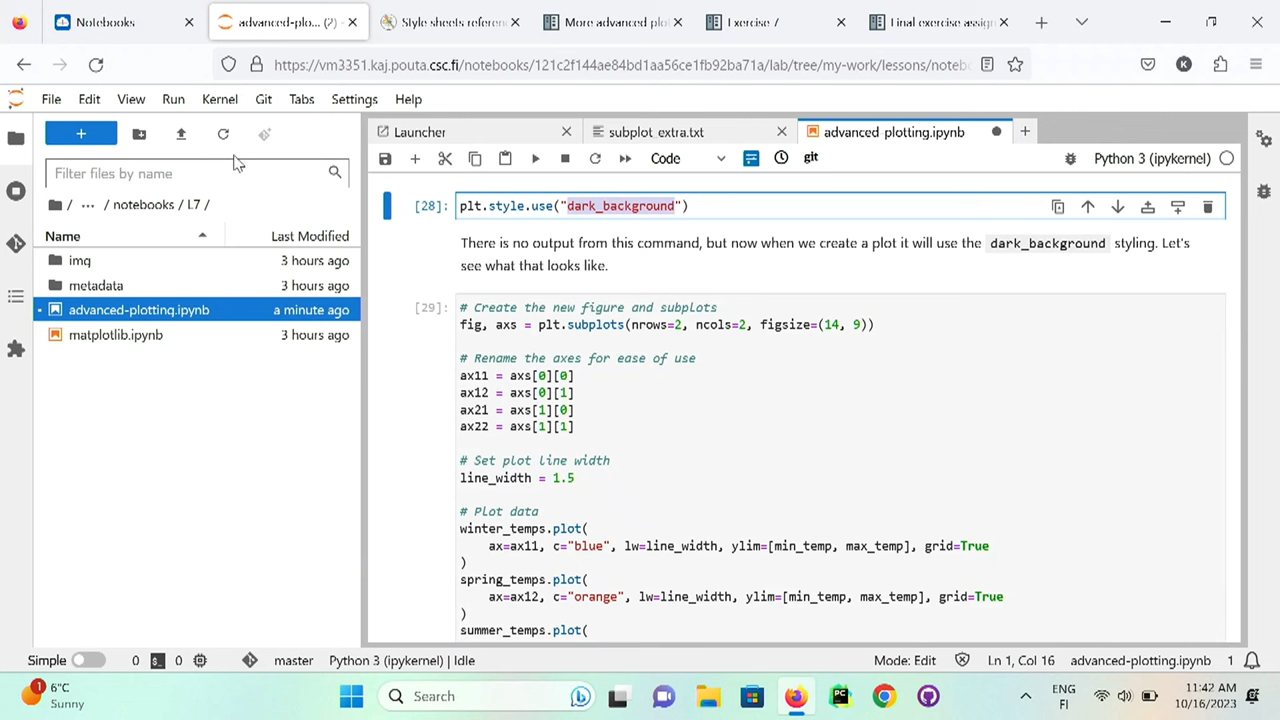 Notebooks
advanced-plo... (2) -
Style sheets referen
More advanced plo
Exercise 7
Final exercise assig
https://vm3351.kaj.pouta.csc.fi/notebooks/121c2f144ae84bd1aa56ce1fb92ba71a/lab/tree/my-work/lessons/noteb
K
File
Edit
View
Run
Kernel
Git
Tabs
Settings
Help
Filter files by name
/ ··· / notebooks / L7 /
Name
Last Modified
img
3 hours ago
metadata
3 hours ago
advanced-plotting.ipynb
a minute ago
matplotlib.ipynb
3 hours ago
Launcher
subplot_extra.txt
advanced plotting.ipynb
Code
git
Python 3 (ipykernel)
[28]: plt.style.use("dark_background")
There is no output from this command, but now when we create a plot it will use the dark_background styling. Let's
see what that looks like.
[29]: # Create the new figure and subplots
fig, axs = plt.subplots(nrows=2, ncols=2, figsize=(14, 9))
# Rename the axes for ease of use
ax11 = axs[0][0]
ax12 = axs[0][1]
ax21 = axs[1][0]
ax22 = axs[1][1]
# Set plot line width
line_width = 1.5
# Plot data
winter_temps.plot(
ax=ax11, c="blue", lw=line_width, ylim=[min_temp, max_temp], grid=True
)
spring_temps.plot(
ax=ax12, c="orange", lw=line_width, ylim=[min_temp, max_temp], grid=True
)
summer_temps.plot(
Simple
0
0
master
Python 3 (ipykernel) | Idle
Mode: Edit
Ln 1, Col 16
advanced-plotting.ipynb
1
1
6°C
Sunny
Search
PC
ENG
FI
11:42 AM
10/16/2023